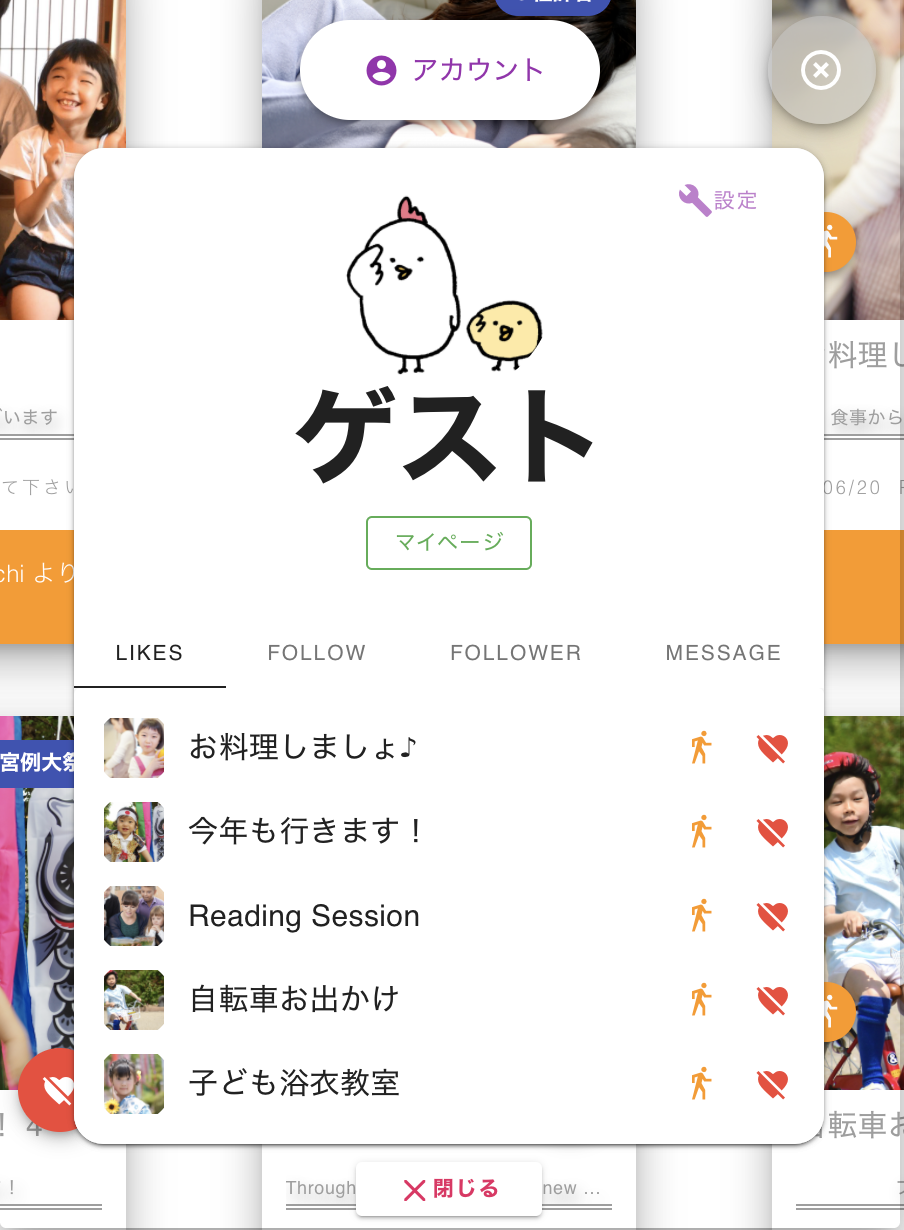 アカウント
設定
ゲスト
マイページ
LIKES
FOLLOW
FOLLOWER
MESSAGE
お料理しましょ♪
今年も行きます！
Reading Session
自転車お出かけ
子ども浴衣教室
閉じる
料理し
います
食事から
て下さい
06/20
chi より
宮例大祭
転車お
Through
new ...